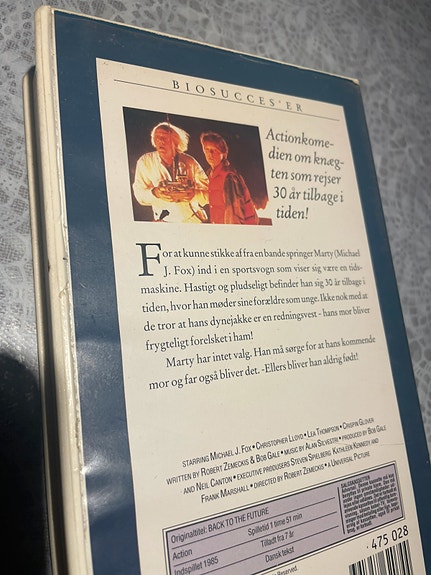 BIOSUCCES'ER
Actionkome-
dien om knæg-
ten som rejser
30 år tilbage i
tiden!
For at kunne stikke af fra en bande springer Marty (Michael
J. Fox) ind i en sportsvogn som viser sig være en tids-
maskine. Hastigt og pludseligt befinder han sig 30 år tilbage i
tiden, hvor han møder sine forældre som unge. Ikke nok med at
de tror at hans dynejakke er en redningsvest - hans mor bliver
frygteligt forelsket i ham!
Marty har intet valg. Han må sørge for at hans kommende
mor og far også bliver det. -Ellers bliver han aldrig født!
STARRING MICHAEL J. FOX • CHRISTOPHER LLOYD • LEA THOMPSON • CRISPIN GLOVER
WRITTEN BY ROBERT ZEMECKIS & BOB GALE • MUSIC BY ALAN SILVESTRI • PRODUCED BY BOB GALE
AND NEIL CANTON • EXECUTIVE PRODUCERS STEVEN SPIELBERG, KATHLEEN KENNEDY AND
FRANK MARSHALL • DIRECTED BY ROBERT ZEMECKIS • A UNIVERSAL PICTURE
Originaltitel: BACK TO THE FUTURE
Action Spilletid 1 time 51 min
Indspillet 1985 Tilladt fra 7 år
Dansk tekst
Reserved.
475 028